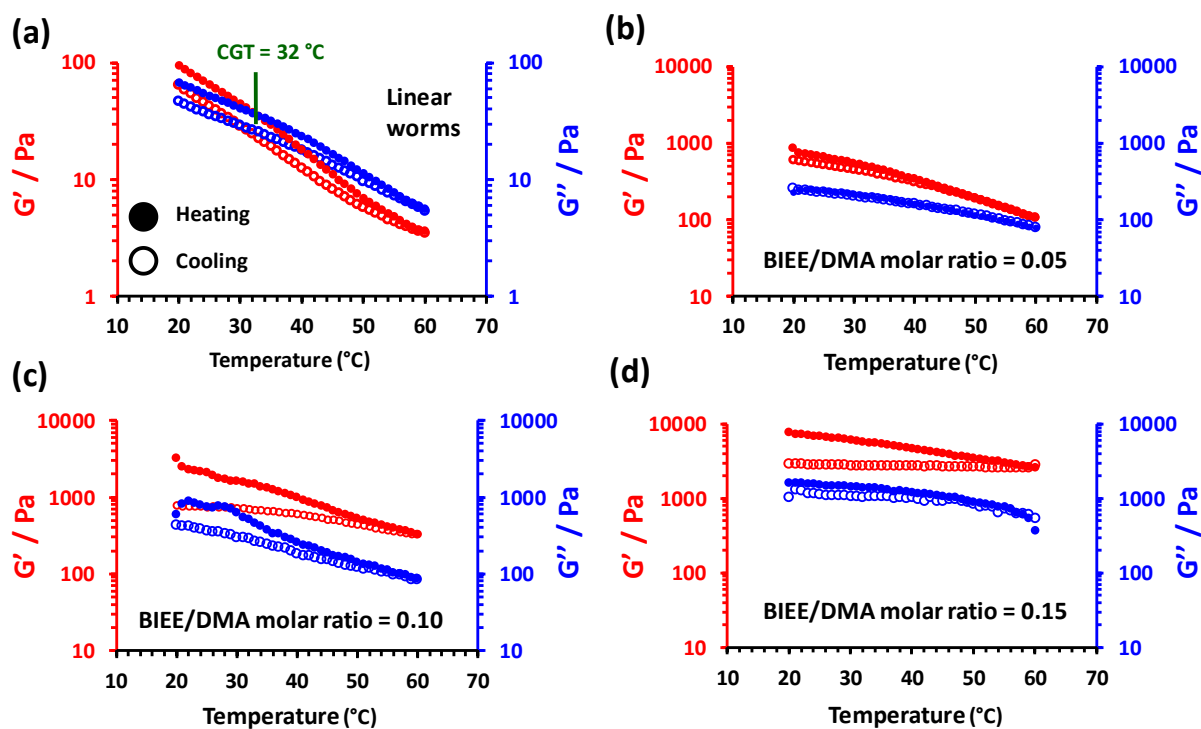 (a)
CGT = 32 °C
Linear
worms
Heating
Cooling
G’ / Pa
100
10
1
G’’ / Pa
100
10
1
10 20 30 40 50 60 70
Temperature (°C)
(b)
G’ / Pa
10000
1000
100
10
G’’ / Pa
10000
1000
100
10
BIEE/DMA molar ratio = 0.05
10 20 30 40 50 60 70
Temperature (°C)
(c)
G’ / Pa
10000
1000
100
10
G’’ / Pa
10000
1000
100
10
BIEE/DMA molar ratio = 0.10
10 20 30 40 50 60 70
Temperature (°C)
(d)
G’ / Pa
10000
1000
100
10
G’’ / Pa
10000
1000
100
10
BIEE/DMA molar ratio = 0.15
10 20 30 40 50 60 70
Temperature (°C)